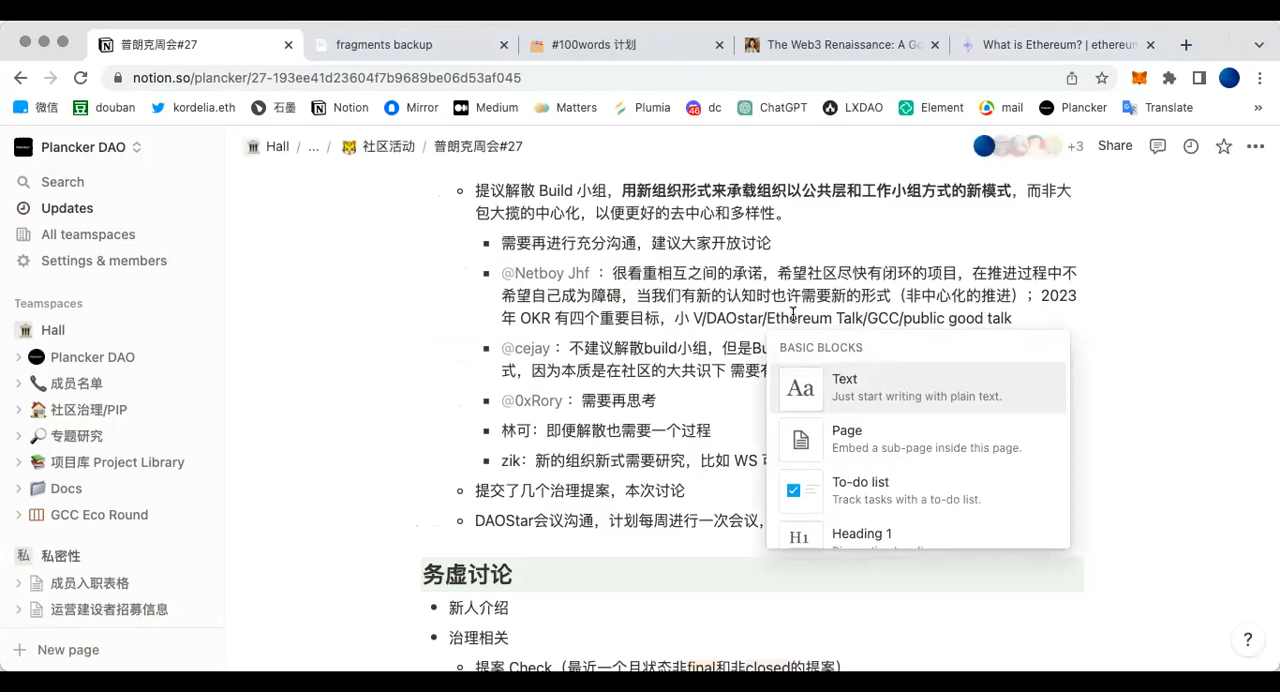 普朗克周会#27
fragments backup
#100words 计划
The Web3 Renaissance: A Go
What is Ethereum? | ethereum
notion.so/plancker/27-193ee41d23604f7b9689be06d53af045
微信 douban kordelia.eth 石墨 Notion Mirror Medium Matters Plumia dc ChatGPT LXDAO Element mail Plancker Translate »
Plancker DAO
Hall / ... / 社区活动 / 普朗克周会#27
+3 Share
Search
Updates
All teamspaces
Settings & members
Teamspaces
Hall
Plancker DAO
成员名单
社区治理/PIP
专题研究
项目库 Project Library
Docs
GCC Eco Round
私 私密性
成员入职表格
运营建设者招募信息
New page
提议解散 Build 小组，用新组织形式来承载组织以公共层和工作小组方式的新模式，而非大
包大揽的中心化，以便更好的去中心和多样性。
需要再进行充分沟通，建议大家开放讨论
@Netboy Jhf ：很看重相互之间的承诺，希望社区尽快有闭环的项目，在推进过程中不
希望自己成为障碍，当我们有新的认知时也许需要新的形式（非中心化的推进）；2023
年 OKR 有四个重要目标，小 V/DAOstar/Ethereum Talk/GCC/public good talk
@cejay ：不建议解散build小组，但是Bu
式，因为本质是在社区的大共识下 需要有
@0xRory ：需要再思考
林可：即便解散也需要一个过程
zik：新的组织新式需要研究，比如 WS 可
提交了几个治理提案，本次讨论
DAOStar会议沟通，计划每周进行一次会议，
BASIC BLOCKS
Aa Text
Just start writing with plain text.
Page
Embed a sub-page inside this page.
To-do list
Track tasks with a to-do list.
H1 Heading 1
务虚讨论
新人介绍
治理相关
提案 Check（最近一个月状态非final和非closed的提案）
?